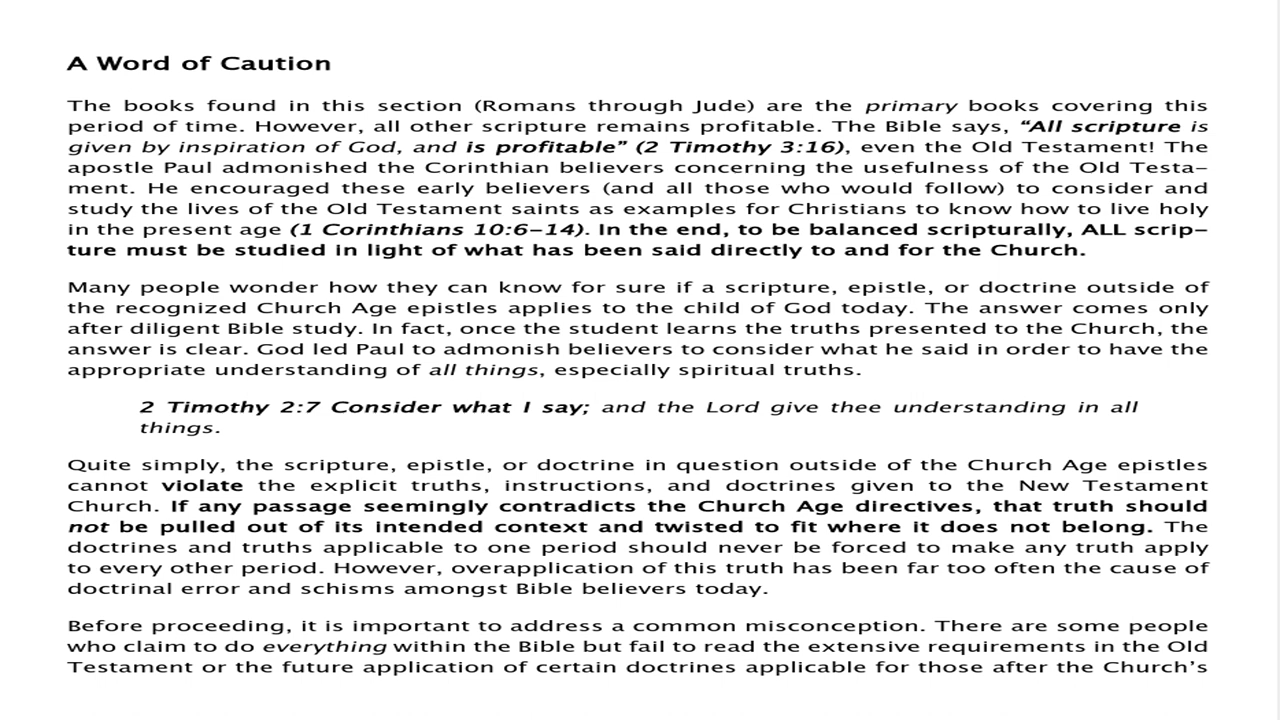 A Word of Caution
The books found in this section (Romans through Jude) are the primary books covering this
period of time. However, all other scripture remains profitable. The Bible says, “All scripture is
given by inspiration of God, and is profitable” (2 Timothy 3:16), even the Old Testament! The
apostle Paul admonished the Corinthian believers concerning the usefulness of the Old Testa-
ment. He encouraged these early believers (and all those who would follow) to consider and
study the lives of the Old Testament saints as examples for Christians to know how to live holy
in the present age (1 Corinthians 10:6–14). In the end, to be balanced scripturally, ALL scrip-
ture must be studied in light of what has been said directly to and for the Church.
Many people wonder how they can know for sure if a scripture, epistle, or doctrine outside of
the recognized Church Age epistles applies to the child of God today. The answer comes only
after diligent Bible study. In fact, once the student learns the truths presented to the Church, the
answer is clear. God led Paul to admonish believers to consider what he said in order to have the
appropriate understanding of all things, especially spiritual truths.
2 Timothy 2:7 Consider what I say; and the Lord give thee understanding in all
things.
Quite simply, the scripture, epistle, or doctrine in question outside of the Church Age epistles
cannot violate the explicit truths, instructions, and doctrines given to the New Testament
Church. If any passage seemingly contradicts the Church Age directives, that truth should
not be pulled out of its intended context and twisted to fit where it does not belong. The
doctrines and truths applicable to one period should never be forced to make any truth apply
to every other period. However, overapplication of this truth has been far too often the cause of
doctrinal error and schisms amongst Bible believers today.
Before proceeding, it is important to address a common misconception. There are some people
who claim to do everything within the Bible but fail to read the extensive requirements in the Old
Testament or the future application of certain doctrines applicable for those after the Church’s